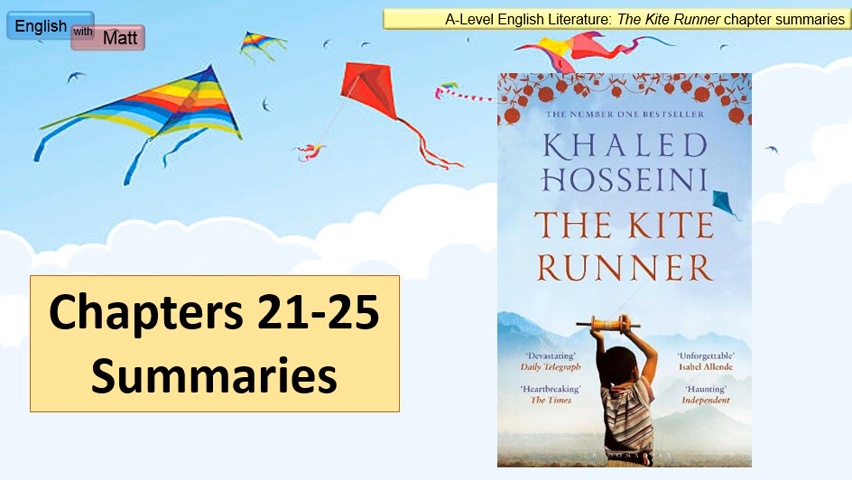 English
with
Matt
A-Level English Literature: The Kite Runner chapter summaries
THE NUMBER ONE BESTSELLER
KHALED
HOSSEINI
THE KITE
RUNNER
Chapters 21-25
Summaries
‘Devastating’
Daily Telegraph
‘Unforgettable’
Isabel Allende
‘Heartbreaking’
The Times
‘Haunting’
Independent